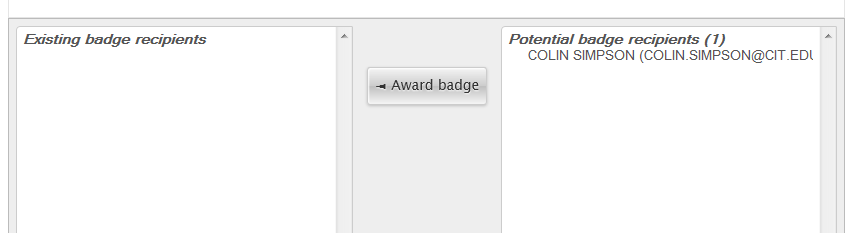 Existing badge recipients
Award badge
Potential badge recipients (1)
COLIN SIMPSON (COLIN.SIMPSON@CIT.EDU